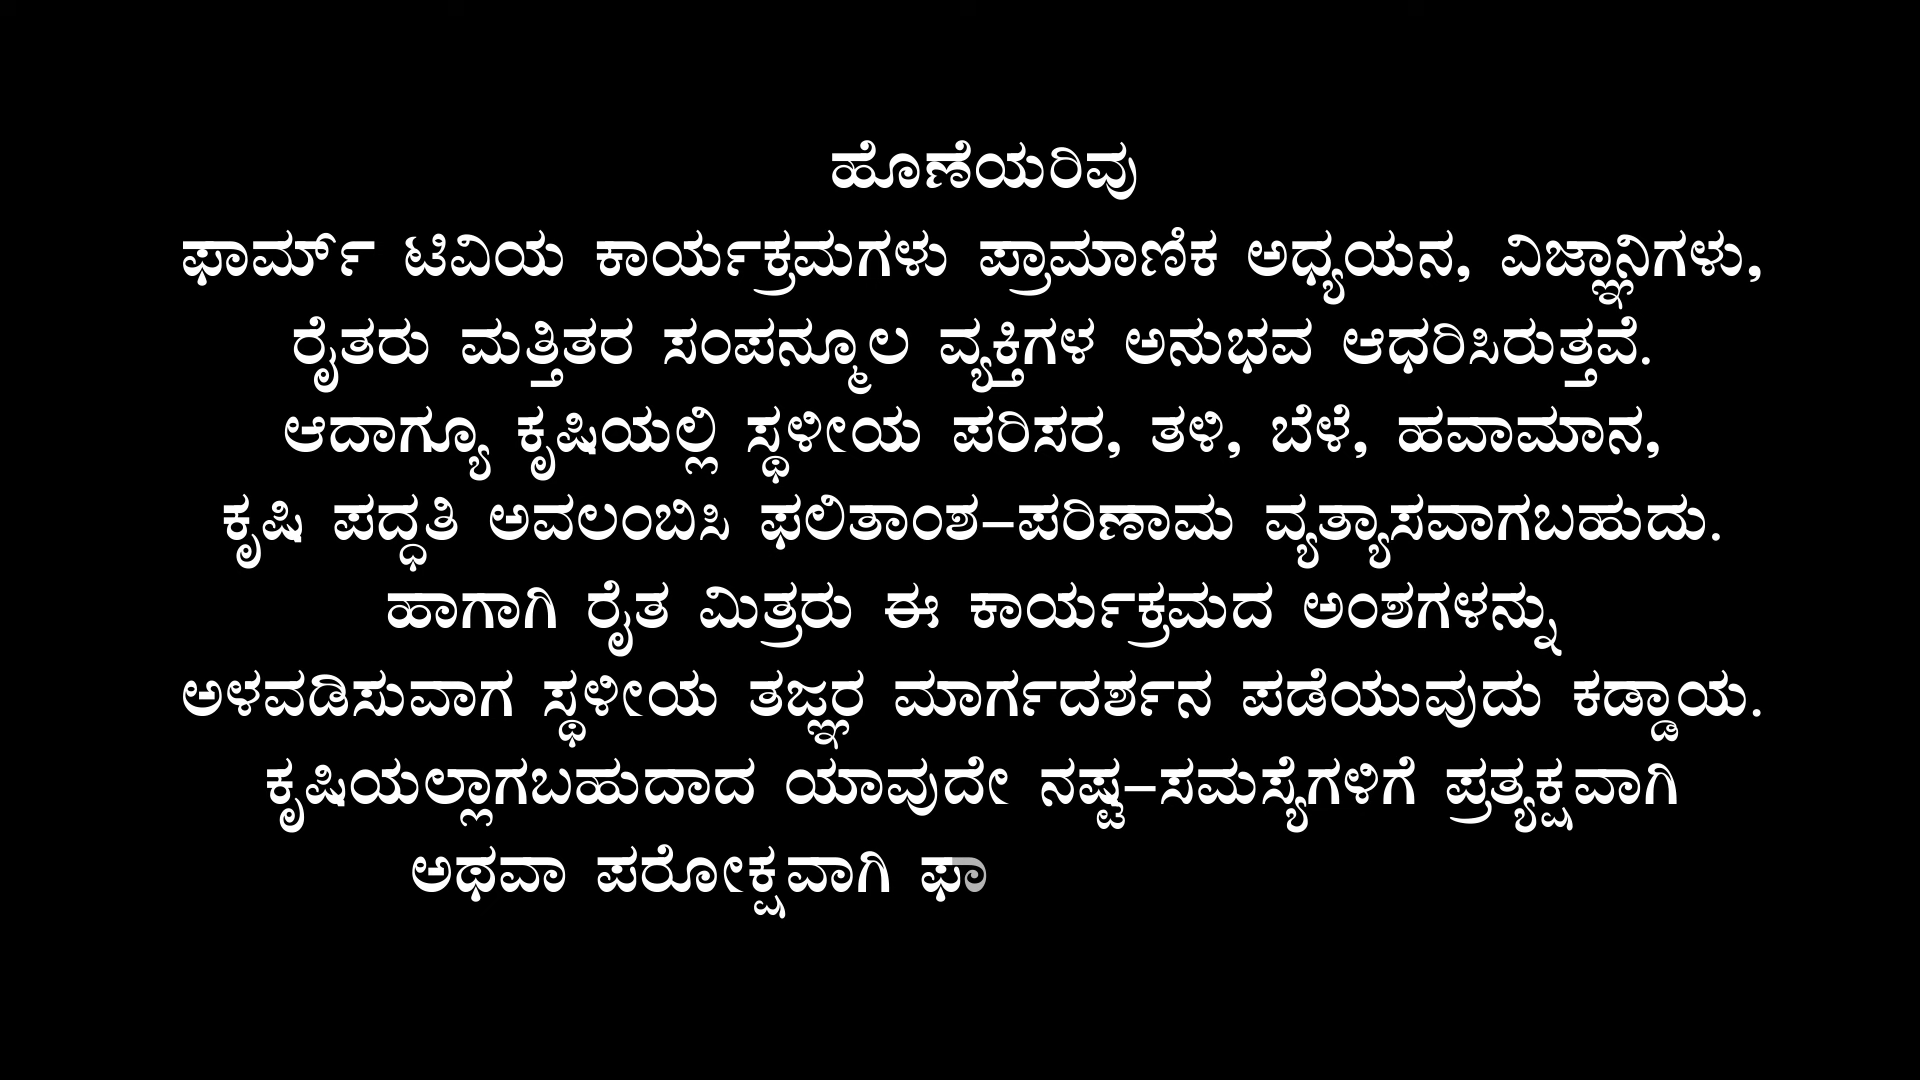 ಹೊಣೆಯರಿವು
ಫಾರ್ಮ್ ಟಿವಿಯ ಕಾರ್ಯಕ್ರಮಗಳು ಪ್ರಾಮಾಣಿಕ ಅಧ್ಯಯನ, ವಿಜ್ಞಾನಿಗಳು,
ರೈತರು ಮತ್ತಿತರ ಸಂಪನ್ಮೂಲ ವ್ಯಕ್ತಿಗಳ ಅನುಭವ ಆಧರಿಸಿರುತ್ತವೆ.
ಆದಾಗ್ಯೂ ಕೃಷಿಯಲ್ಲಿ ಸ್ಥಳೀಯ ಪರಿಸರ, ತಳಿ, ಬೆಳೆ, ಹವಾಮಾನ,
ಕೃಷಿ ಪದ್ಧತಿ ಅವಲಂಬಿಸಿ ಫಲಿತಾಂಶ–ಪರಿಣಾಮ ವ್ಯತ್ಯಾಸವಾಗಬಹುದು.
ಹಾಗಾಗಿ ರೈತ ಮಿತ್ರರು ಈ ಕಾರ್ಯಕ್ರಮದ ಅಂಶಗಳನ್ನು
ಅಳವಡಿಸುವಾಗ ಸ್ಥಳೀಯ ತಜ್ಞರ ಮಾರ್ಗದರ್ಶನ ಪಡೆಯುವುದು ಕಡ್ಡಾಯ.
ಕೃಷಿಯಲ್ಲಾಗಬಹುದಾದ ಯಾವುದೇ ನಷ್ಟ–ಸಮಸ್ಯೆಗಳಿಗೆ ಪ್ರತ್ಯಕ್ಷವಾಗಿ
ಅಥವಾ ಪರೋಕ್ಷವಾಗಿ ಫಾ